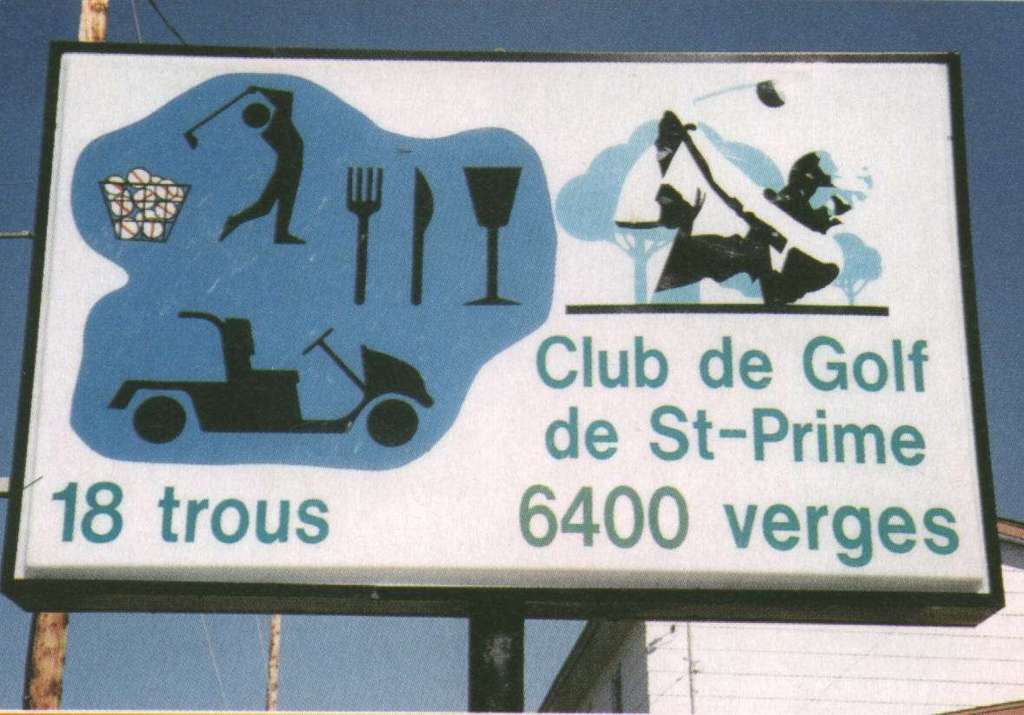 Club de Golf
de St-Prime
18 trous
6400 verges